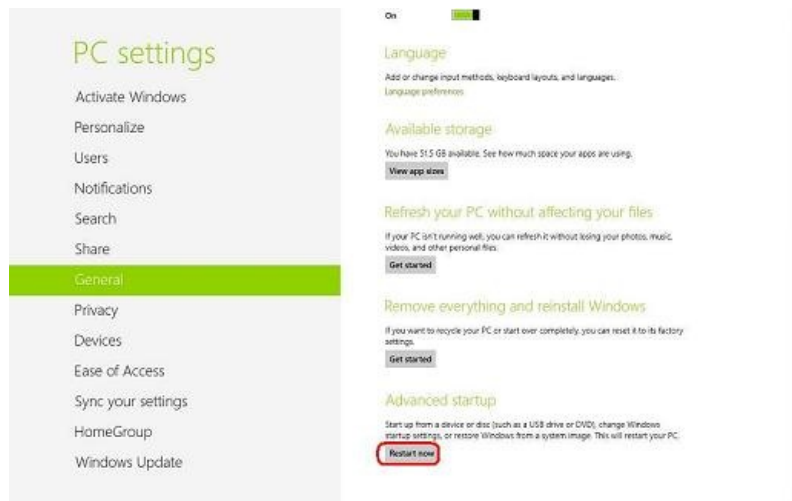 PC settings
Activate Windows
Personalize
Users
Notifications
Search
Share
General
Privacy
Devices
Ease of Access
Sync your settings
HomeGroup
Windows Update
On
Language
Add or change input methods, keyboard layouts, and languages.
Language preferences
Available storage
You have 51.5 GB available. See how much space your apps are using.
View app sizes
Refresh your PC without affecting your files
If your PC isn't running well, you can refresh it without losing your photos, music,
videos, and other personal files.
Get started
Remove everything and reinstall Windows
If you want to recycle your PC or start over completely, you can reset it to its factory
settings.
Get started
Advanced startup
Start up from a device or disc (such as a USB drive or DVD), change Windows
startup settings, or restore Windows from a system image. This will restart your PC.
Restart now